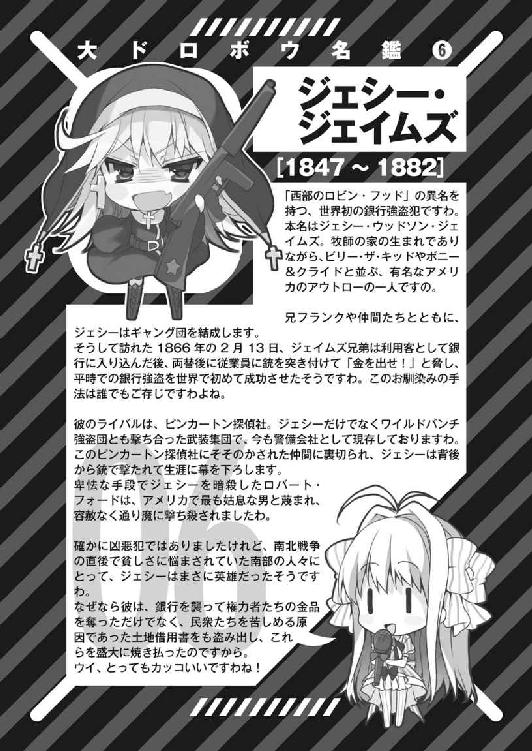 大ドロボウ名鑑❻
ジェシー・
ジェイムズ
[1847~1882]
「西部のロビン・フッド」の異名を
持つ、世界初の銀行強盗犯ですわ。
本名はジェシー・ウッドソン・ジェ
イムズ。牧師の家の生まれであり
ながら、ビリー・ザ・キッドやボニー
&クライドと並ぶ、有名なアメリ
カのアウトローの一人ですの。
兄フランクや仲間たちとともに、
ジェシーはギャング団を結成します。
そうして訪れた1866年の2月13日、ジェイムズ兄弟は利用客として銀
行に入り込んだ後、両替後に従業員に銃を突き付けて「金を出せ!」と脅し、
平時での銀行強盗を世界で初めて成功させたそうですわ。このお馴染みの手
法は誰でもご存じですわよね。
彼のライバルは、ピンカートン探偵社。ジェシーだけでなくワイルドバンチ
強盗団とも撃ち合った武装集団で、今も警備会社として現存しておりますわ。
このピンカートン探偵社にそそのかされた仲間に裏切られ、ジェシーは背後
から銃で撃たれて生涯に幕を下ろします。
卑怯な手段でジェシーを暗殺したロバート・
フォードは、アメリカで最も姑息な男と蔑まれ、
容赦なく通り魔に撃ち殺されましたわ。
確かに凶悪犯ではありましたけれど、南北戦争
の直後で貧しさに悩まされていた南部の人々に
とって、ジェシーはまさに英雄だったそうです
わ。
なぜなら彼は、銀行を襲って権力者たちの金品
を奪っただけでなく、民衆たちを苦しめる原
因であった土地借用書をも盗み出し、これ
らを盛大に焼き払ったのですから。
ウイ、とってもカッコいいですわね!